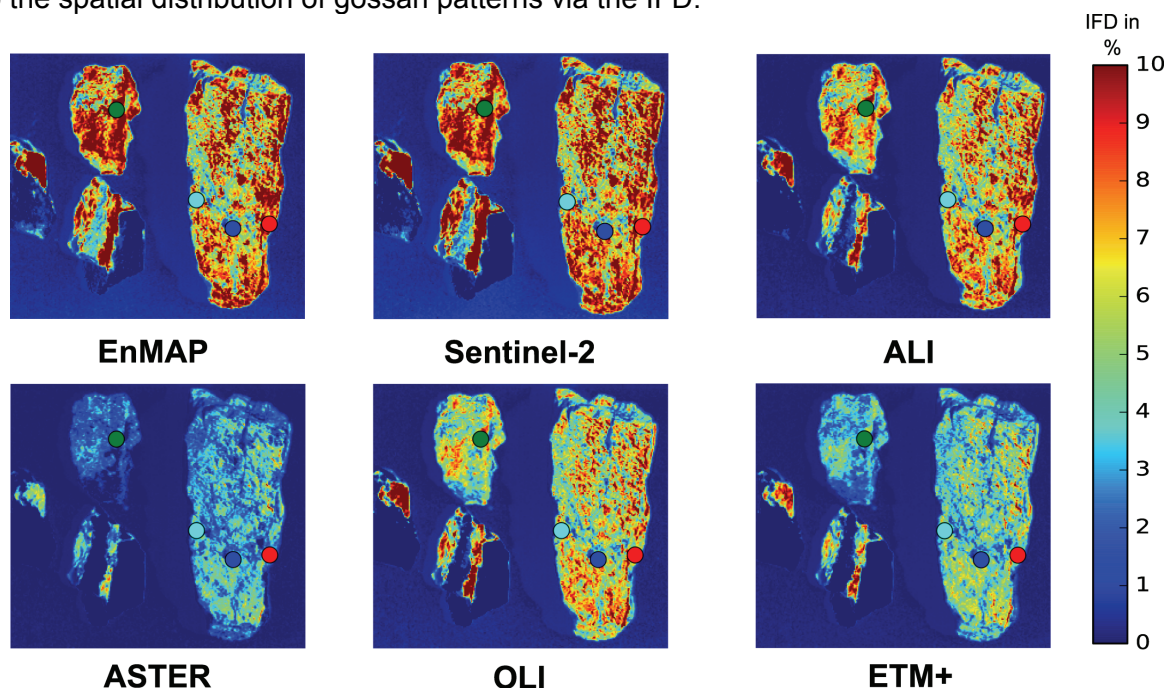 the spatial distribution of gossan patterns via the IFD.
IFD in
%
10
9
8
7
6
5
4
3
2
1
0
EnMAP
Sentinel-2
ALI
ASTER
OLI
ETM+